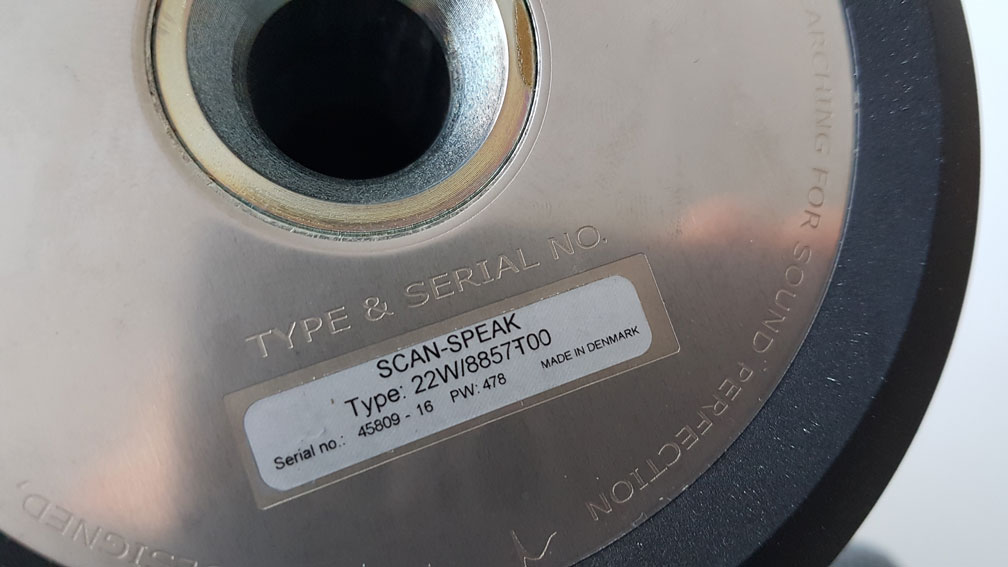 TYPE & SERIAL NO.
SCAN-SPEAK
Type: 22W/8857T00
Serial no.: 45809 - 16 PW: 478 MADE IN DENMARK
ARCHING FOR SOUND PERFECTION
ESIGNED,